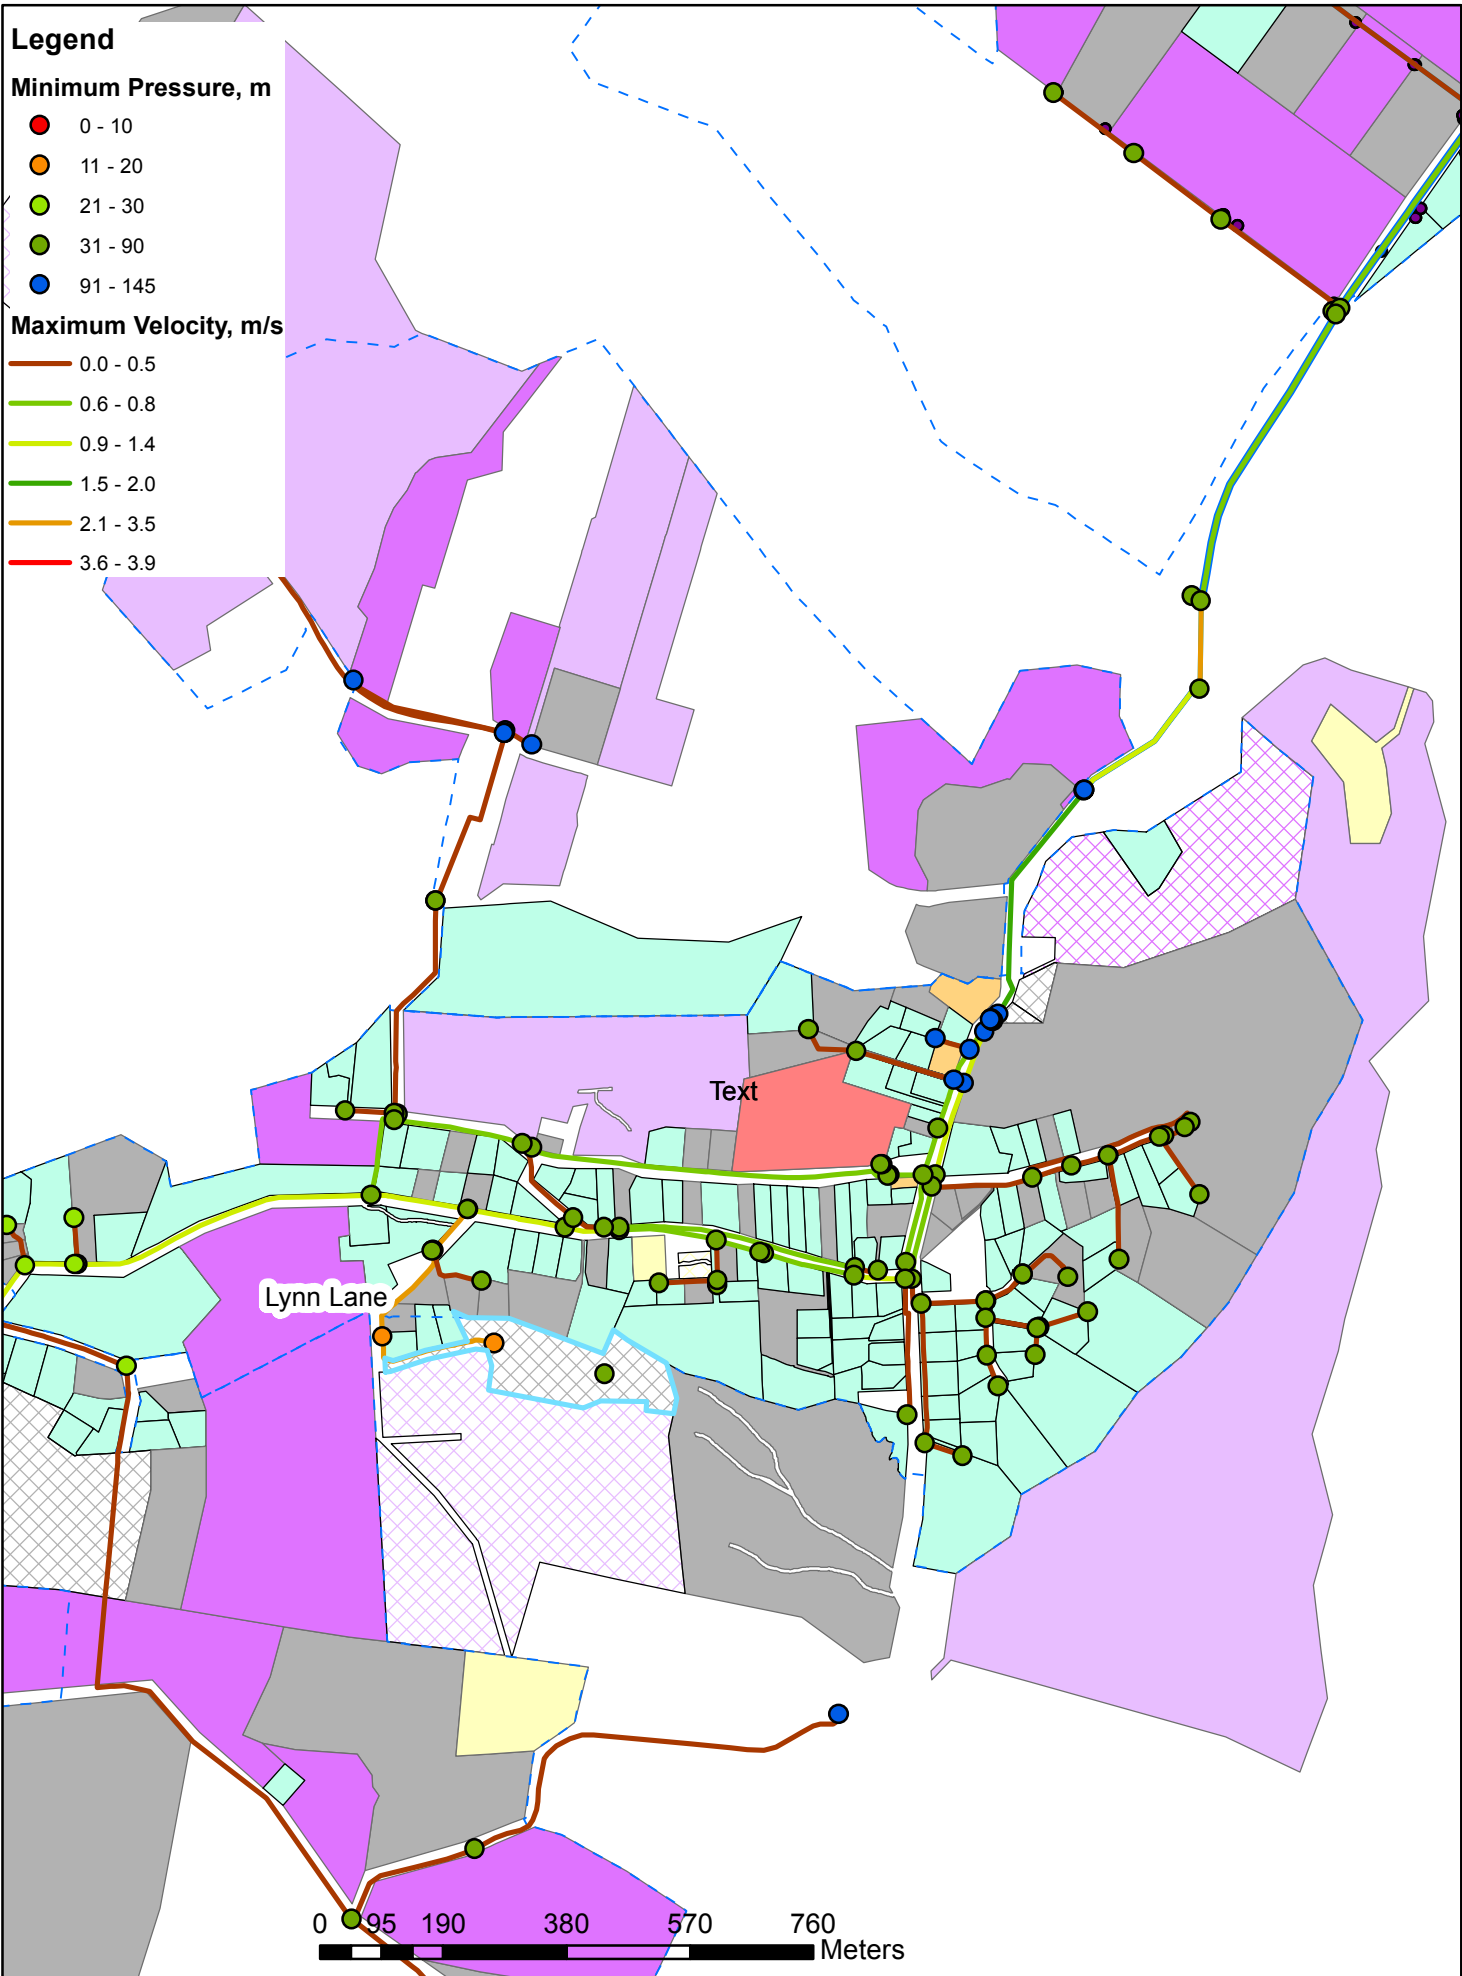 Legend
Minimum Pressure, m
0 - 10
11 - 20
21 - 30
31 - 90
91 - 145
Maximum Velocity, m/s
0.0 - 0.5
0.6 - 0.8
0.9 - 1.4
1.5 - 2.0
2.1 - 3.5
3.6 - 3.9
Text
Lynn Lane
0 95 190 380 570 760
Meters